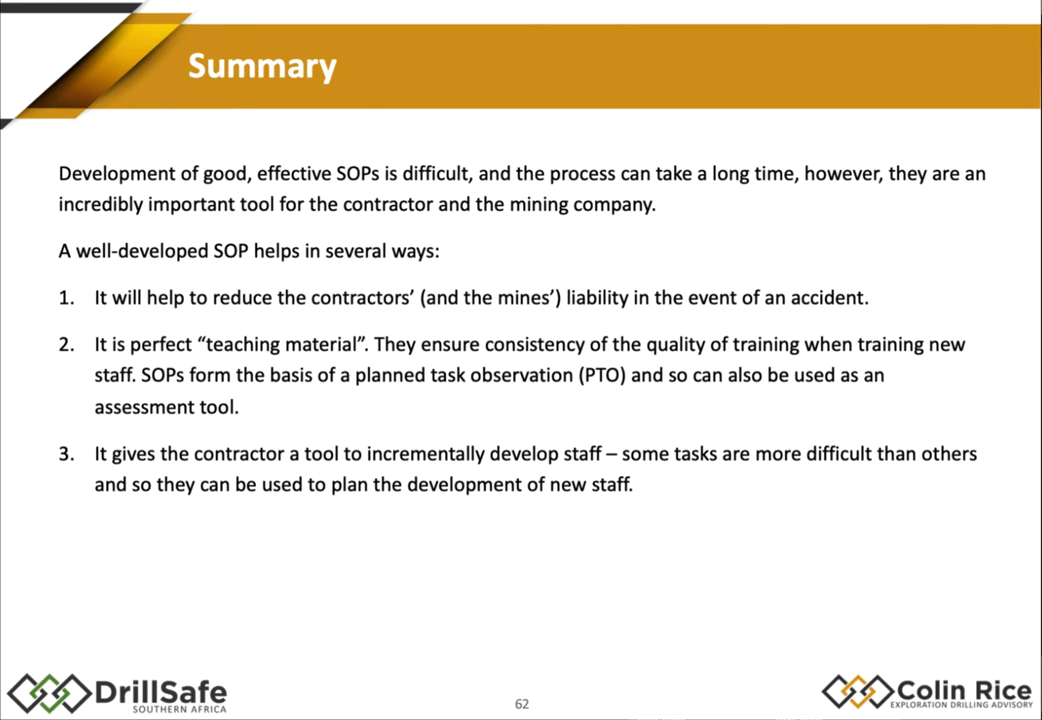 Summary
Development of good, effective SOPs is difficult, and the process can take a long time, however, they are an
incredibly important tool for the contractor and the mining company.
A well-developed SOP helps in several ways:
1. It will help to reduce the contractors’ (and the mines’) liability in the event of an accident.
2. It is perfect “teaching material”. They ensure consistency of the quality of training when training new
staff. SOPs form the basis of a planned task observation (PTO) and so can also be used as an
assessment tool.
3. It gives the contractor a tool to incrementally develop staff – some tasks are more difficult than others
and so they can be used to plan the development of new staff.
DrillSafe
SOUTHERN AFRICA
62
Colin Rice
EXPLORATION DRILLING ADVISORY